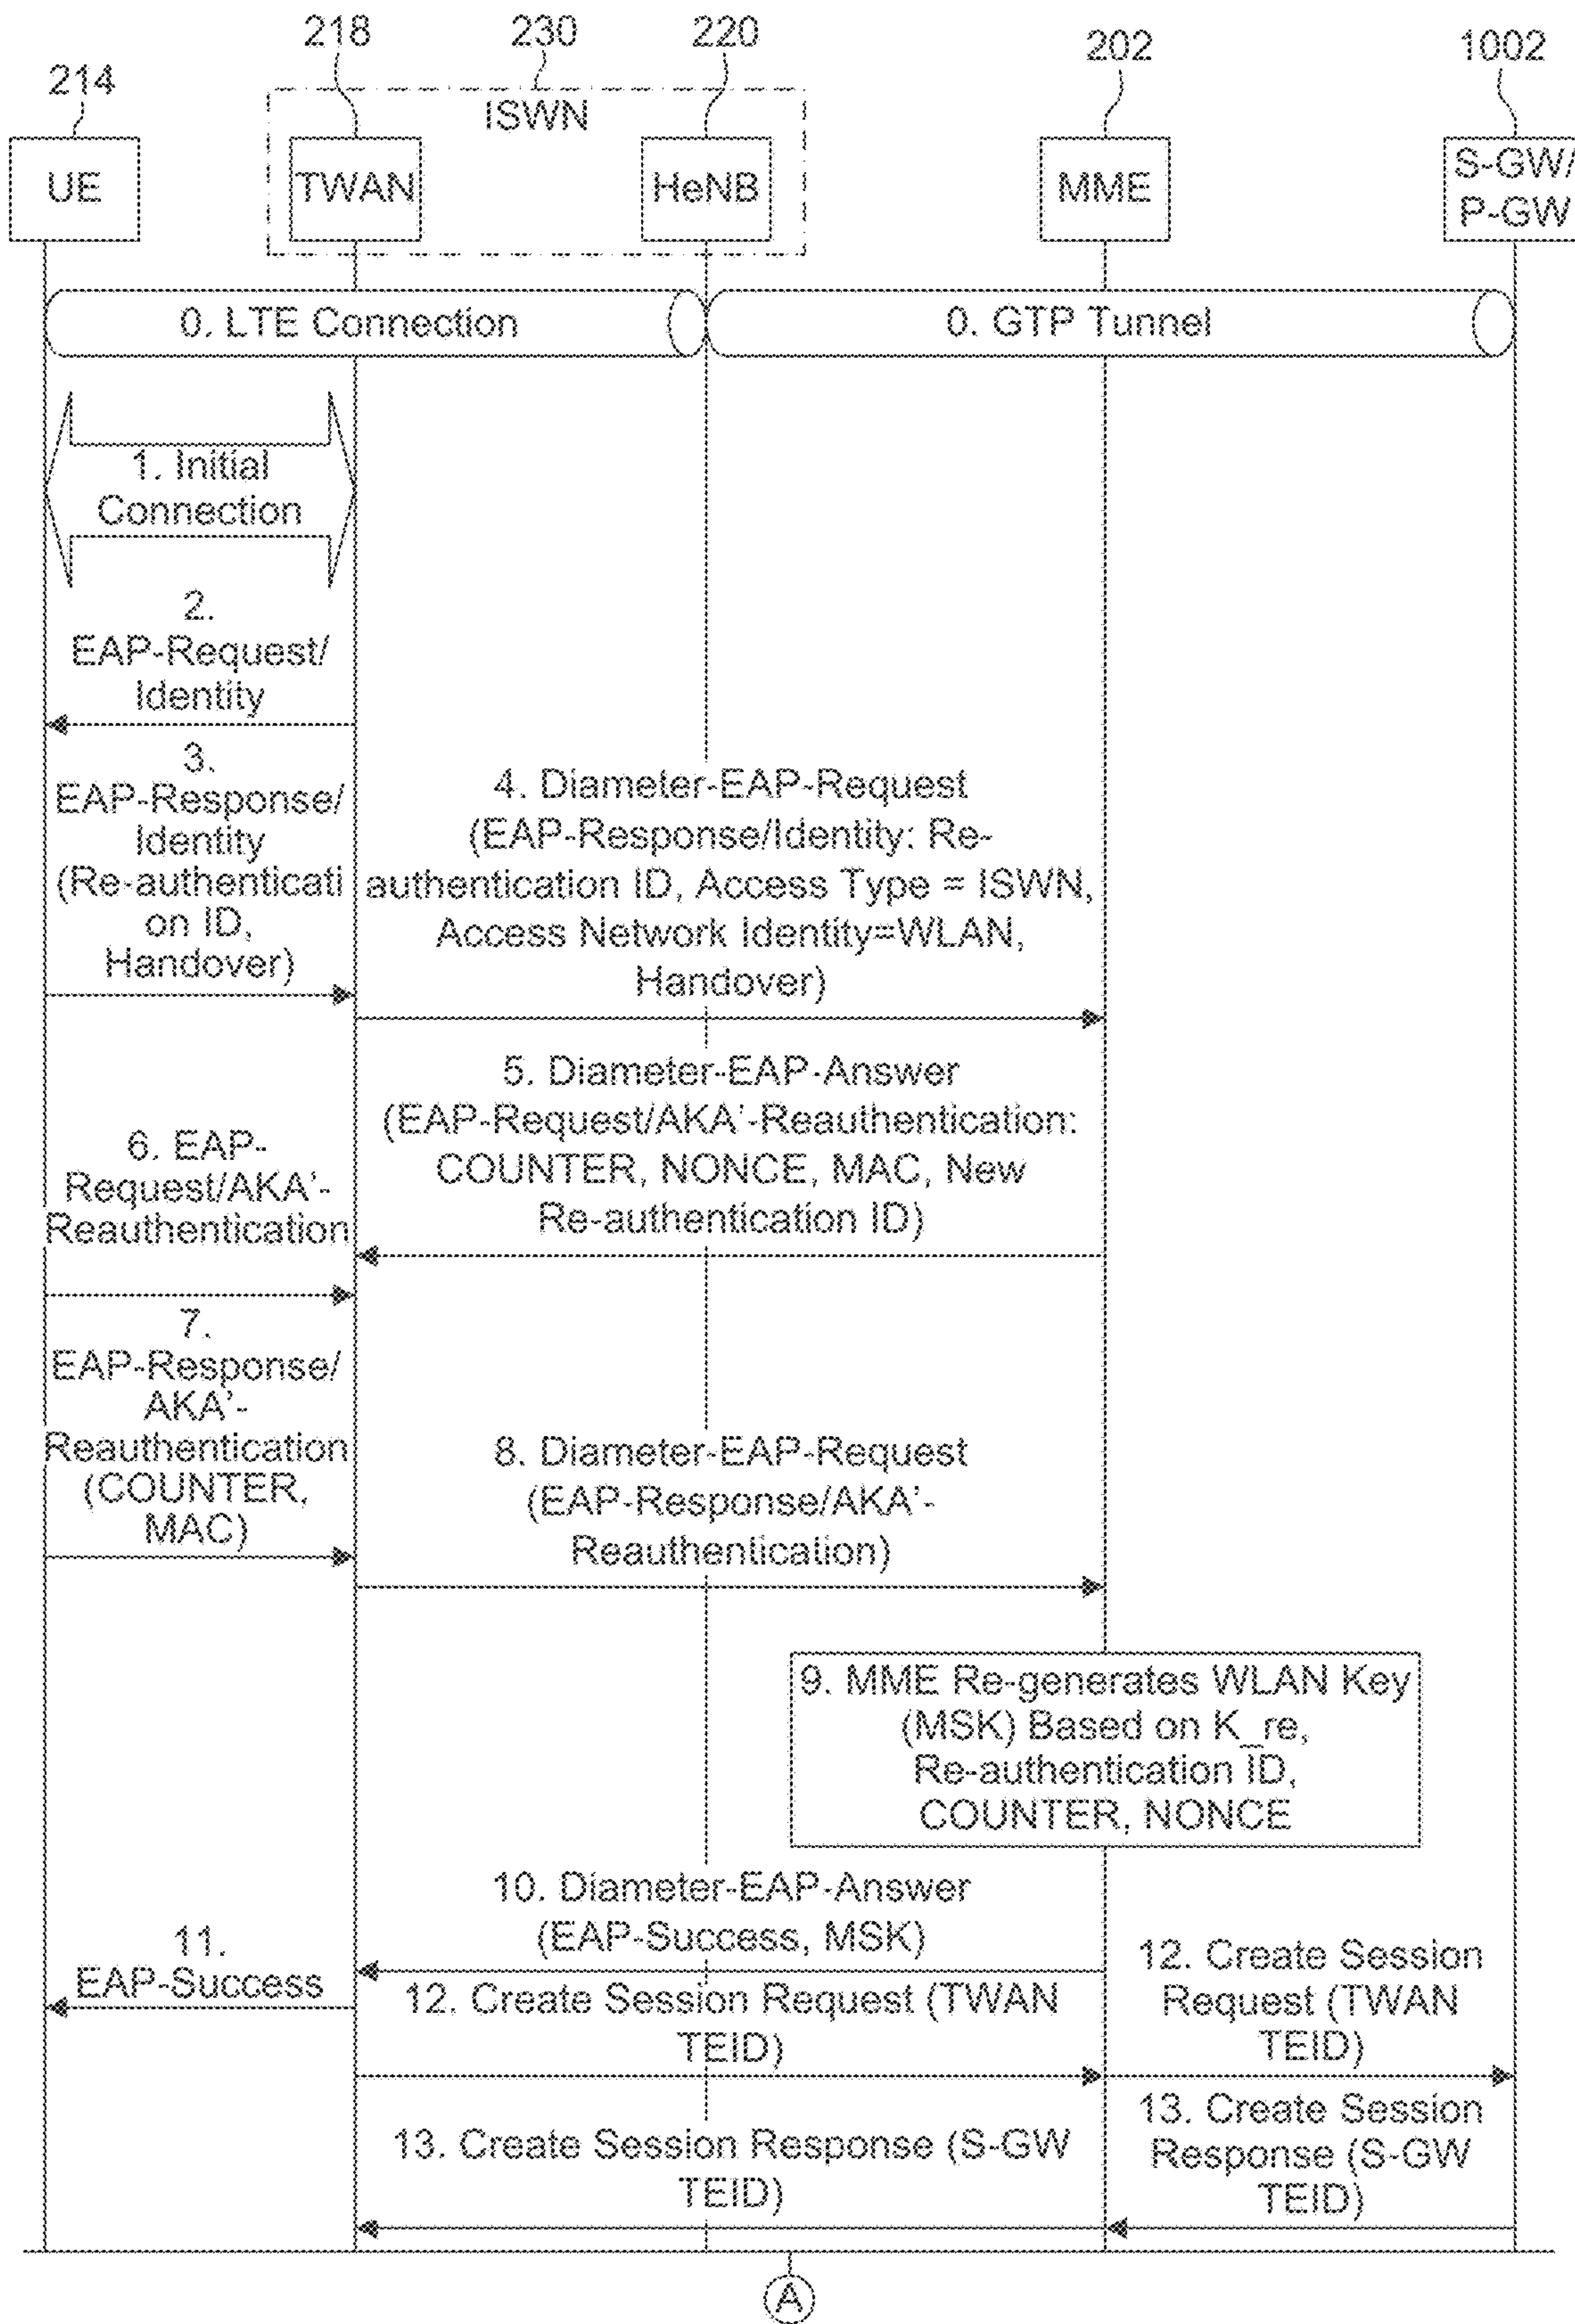 218
230
220
202
1002
214
ISWN
UE
TWAN
HeNB
MME
S-GW/
P-GW
0. LTE Connection
0. GTP Tunnel
1. Initial
Connection
2.
EAP-Request/
Identity
3.
EAP-Response/
Identity
(Re-authenticati
on ID,
Handover)
4. Diameter-EAP-Request
(EAP-Response/Identity: Re-
authentication ID, Access Type = ISWN,
Access Network Identity=WLAN,
Handover)
5. Diameter-EAP-Answer
(EAP-Request/AKA'-Reauthentication:
COUNTER, NONCE, MAC, New
Re-authentication ID)
6. EAP-
Request/AKA'-
Reauthentication
7.
EAP-Response/
AKA'-
Reauthentication
(COUNTER,
MAC)
8. Diameter-EAP-Request
(EAP-Response/AKA'-
Reauthentication)
9. MME Re-generates WLAN Key
(MSK) Based on K_re,
Re-authentication ID,
COUNTER, NONCE
10. Diameter-EAP-Answer
(EAP-Success, MSK)
11.
EAP-Success
12. Create Session Request (TWAN
TEID)
12. Create Session
Request (TWAN
TEID)
13. Create Session Response (S-GW
TEID)
13. Create Session
Response (S-GW
TEID)
A